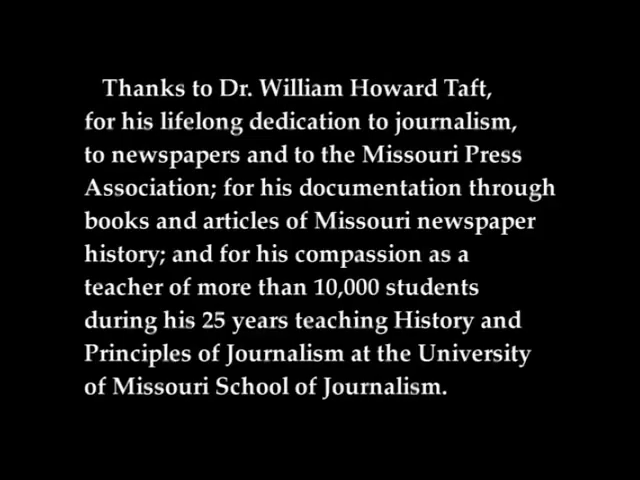 Thanks to Dr. William Howard Taft,
for his lifelong dedication to journalism,
to newspapers and to the Missouri Press
Association; for his documentation through
books and articles of Missouri newspaper
history; and for his compassion as a
teacher of more than 10,000 students
during his 25 years teaching History and
Principles of Journalism at the University
of Missouri School of Journalism.